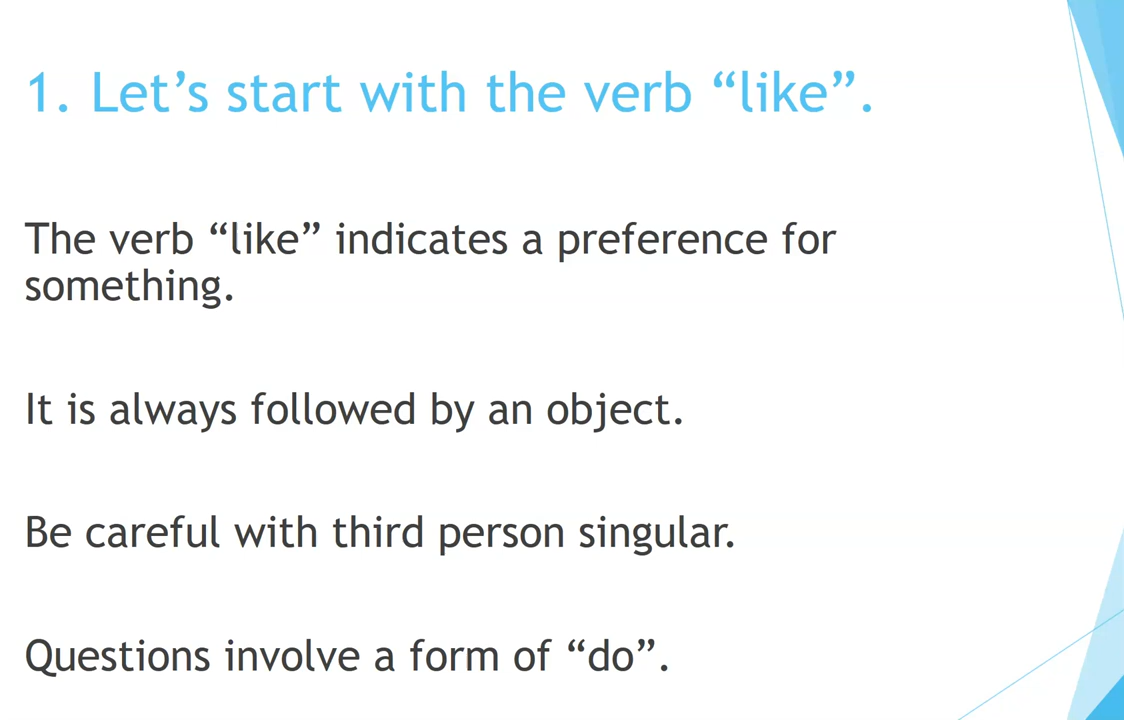 1. Let’s start with the verb “like”.
The verb “like” indicates a preference for
something.
It is always followed by an object.
Be careful with third person singular.
Questions involve a form of “do”.